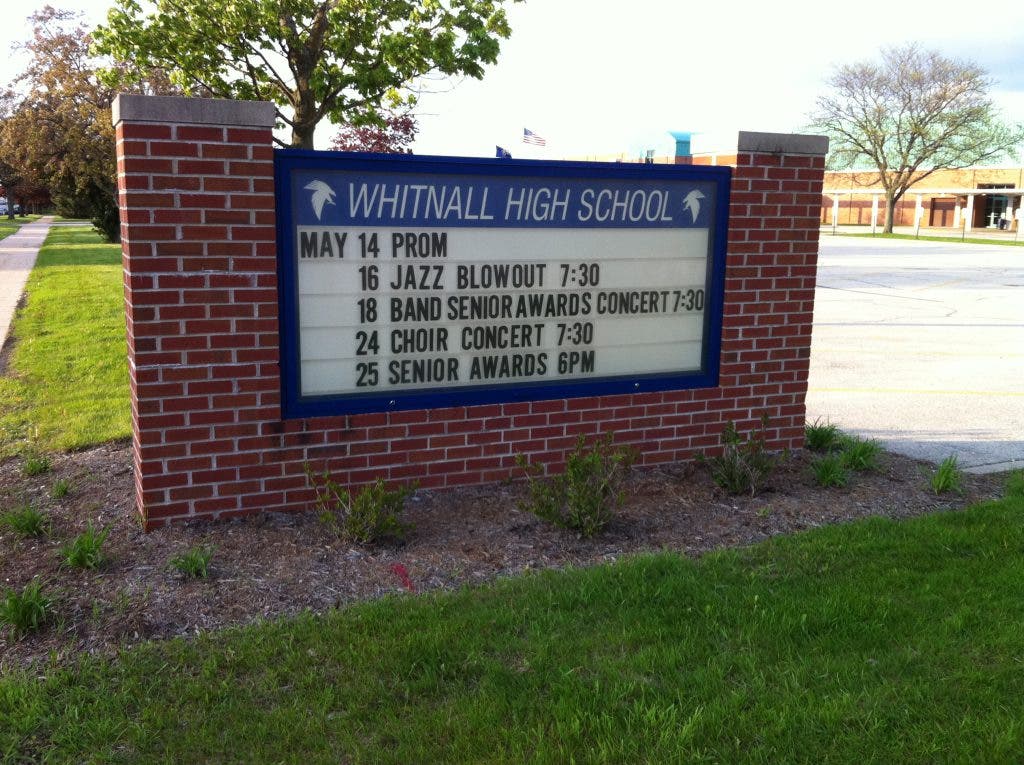 WHITNALL HIGH SCHOOL
MAY 14 PROM
16 JAZZ BLOWOUT 7:30
18 BAND SENIOR AWARDS CONCERT 7:30
24 CHOIR CONCERT 7:30
25 SENIOR AWARDS 6PM